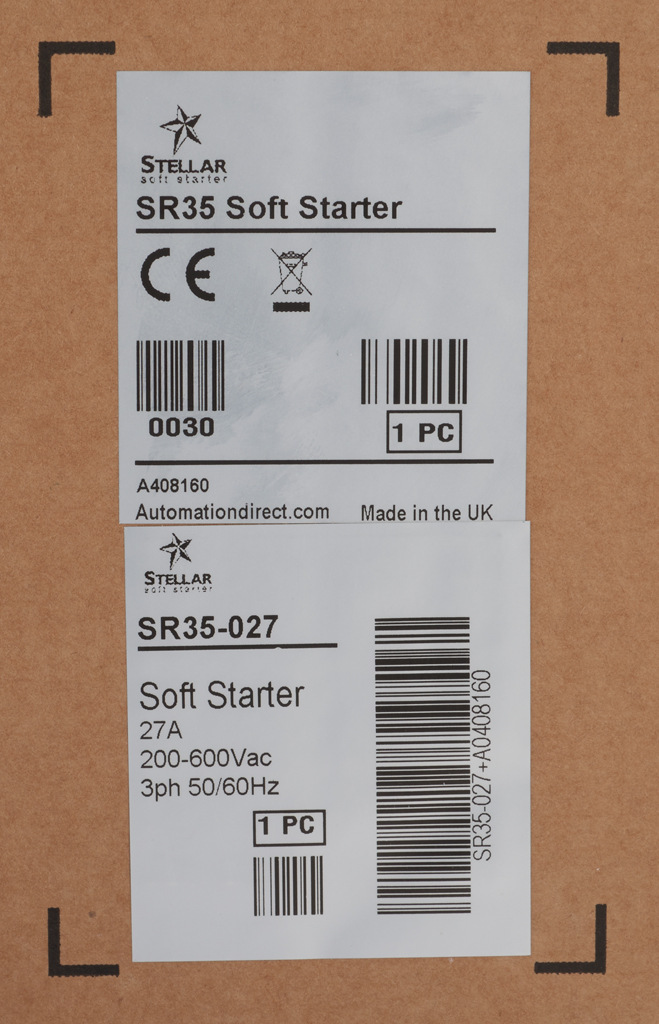 STELLAR
soft starter
SR35 Soft Starter
CE
0030
1 PC
A408160
Automationdirect.com
Made in the UK
STELLAR
soft starter
SR35-027
Soft Starter
27A
200-600Vac
3ph 50/60Hz
1 PC
SR35-027+A0408160